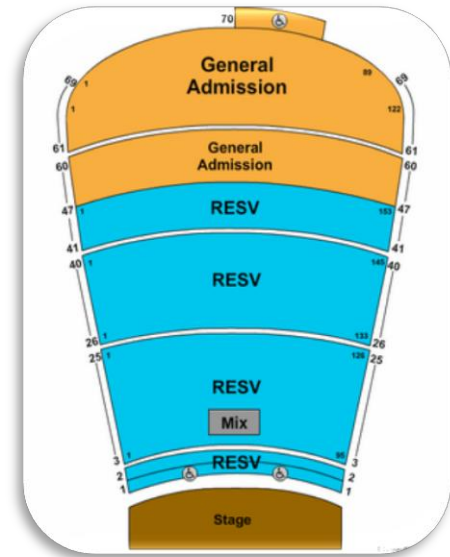 70
General
Admission
69 1 89 69
1 122
61 61
60 General 60
Admission
47 1 RESV 153 47
41 41
40 1 145 40
RESV
1 133
26 26
25 1 126 25
RESV
Mix
3 1 95 3
2 RESV 2
1 1
Stage